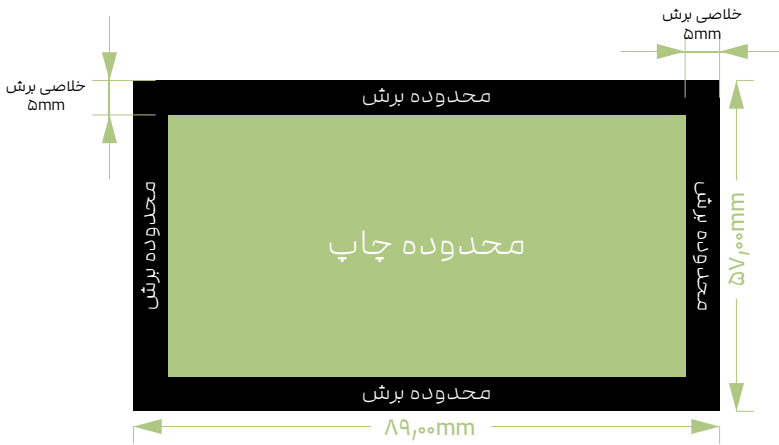 خلاصی برش
۵mm
خلاصی برش
۵mm
محدوده برش
محدوده برش
محدوده چاپ
محدوده برش
۵۷,۰۰mm
محدوده برش
۸۹,۰۰mm